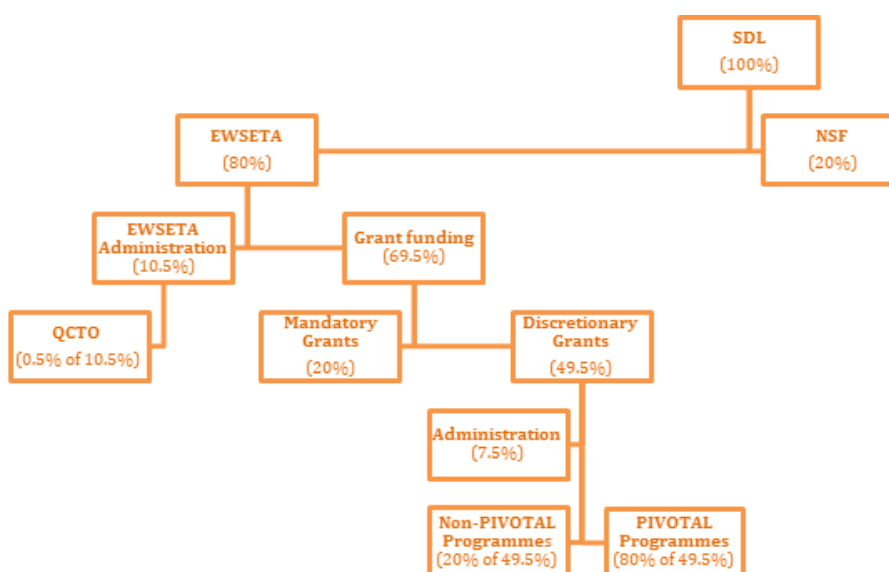 SDL
(100%)
EWSETA
(80%)
NSF
(20%)
EWSETA
Administration
(10.5%)
Grant funding
(69.5%)
QCTO
(0.5% of 10.5%)
Mandatory
Grants
(20%)
Discretionary
Grants
(49.5%)
Administration
(7.5%)
Non-PIVOTAL
Programmes
(20% of 49.5%)
PIVOTAL
Programmes
(80% of 49.5%)